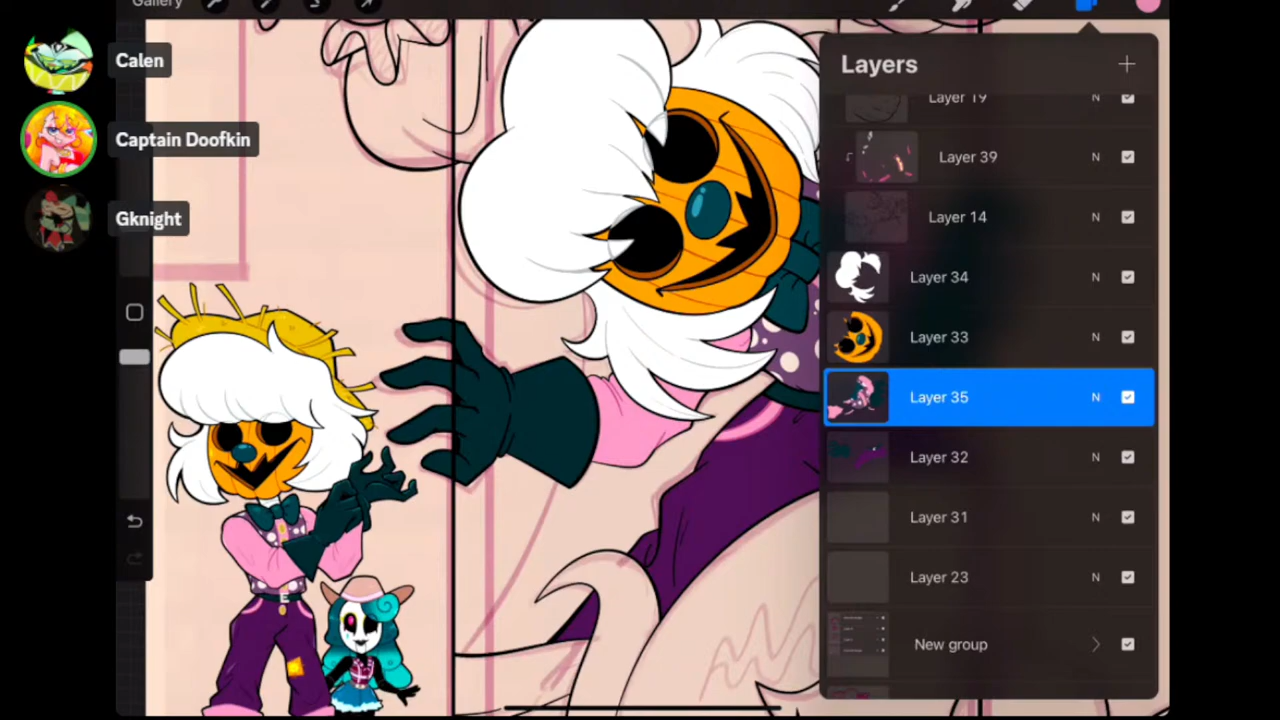 Gallery
Calen
Captain Doofkin
Gknight
Layers
Layer 19 N
Layer 39 N
Layer 14 N
Layer 34 N
Layer 33 N
Layer 35 N
Layer 32 N
Layer 31 N
Layer 23 N
New group